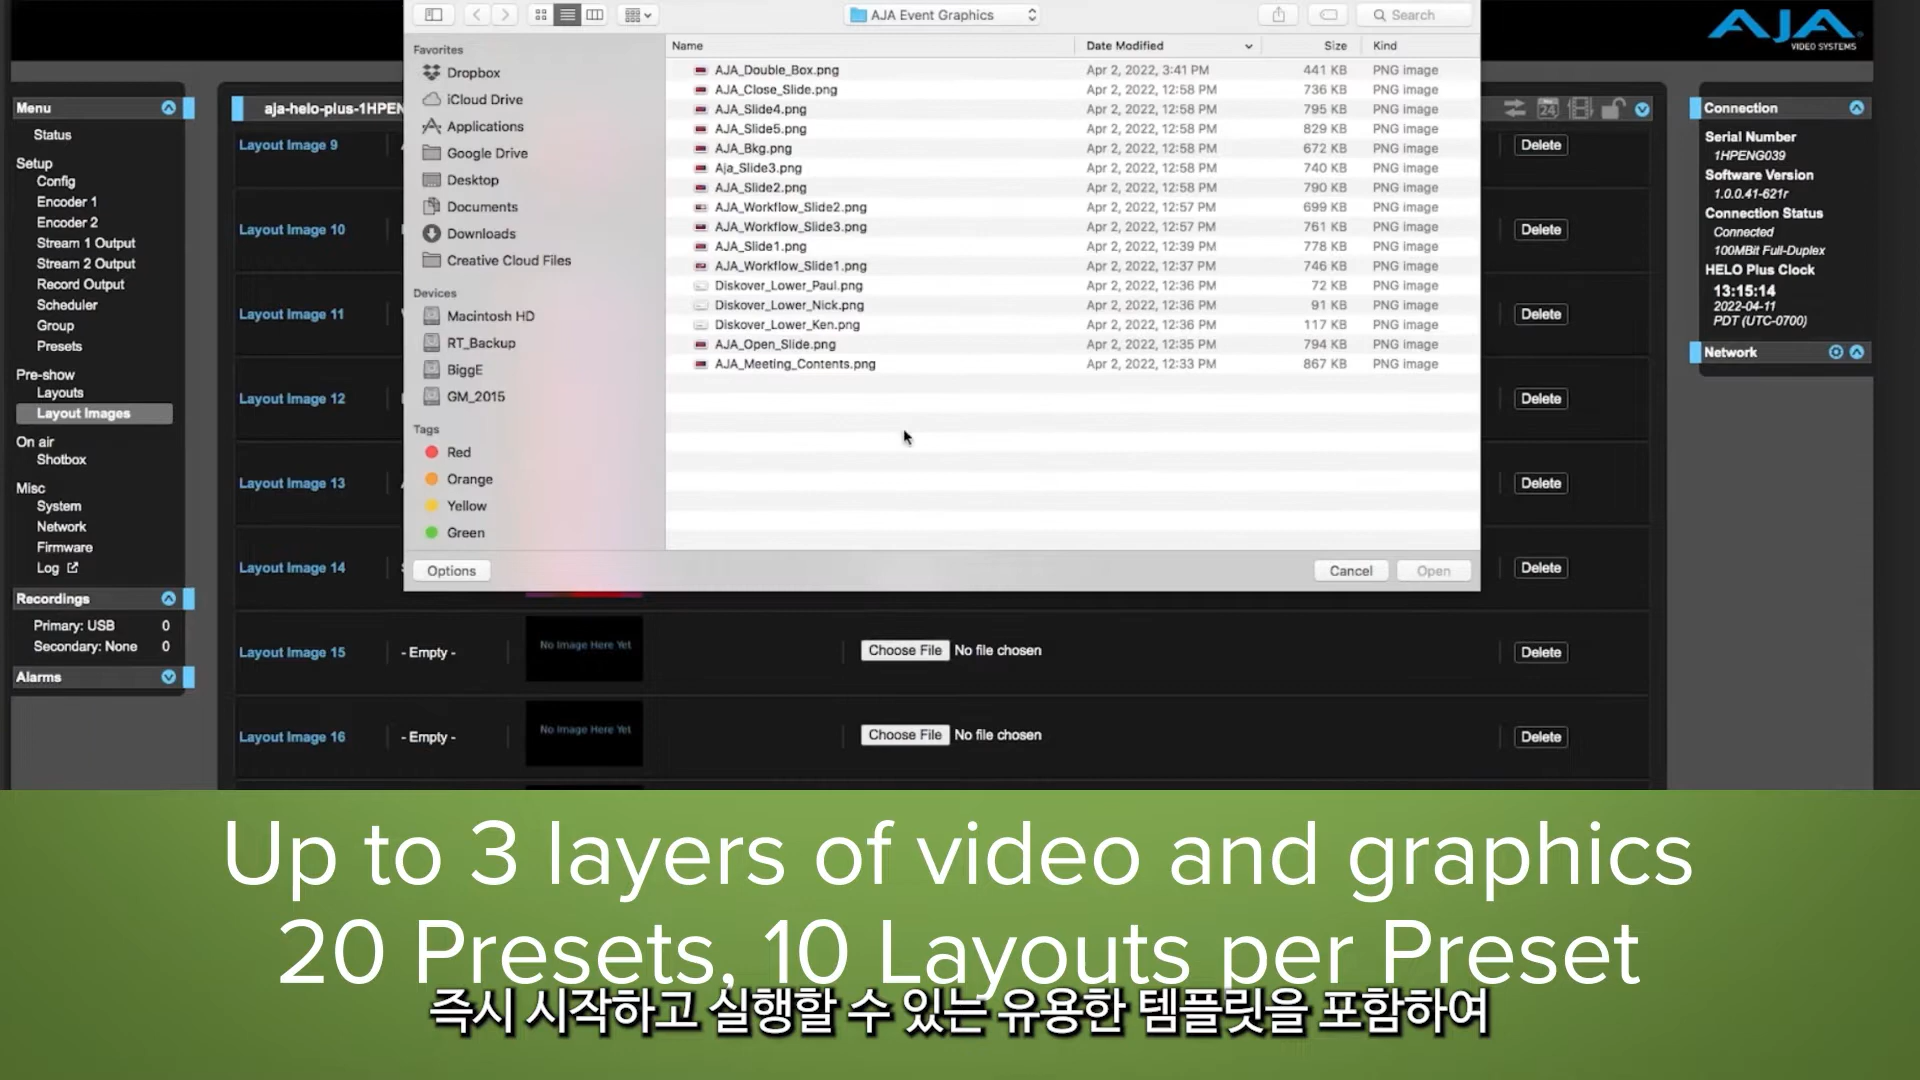 AJA Event Graphics
Search
AJA
VIDEO SYSTEMS
Favorites
Dropbox
iCloud Drive
Applications
Google Drive
Desktop
Documents
Downloads
Creative Cloud Files
Devices
Macintosh HD
RT_Backup
BiggE
GM_2015
Tags
Red
Orange
Yellow
Green
Name Date Modified Size Kind
AJA_Double_Box.png Apr 2, 2022, 3:41 PM 441 KB PNG image
AJA_Close_Slide.png Apr 2, 2022, 12:58 PM 736 KB PNG image
AJA_Slide4.png Apr 2, 2022, 12:58 PM 795 KB PNG image
AJA_Slide5.png Apr 2, 2022, 12:58 PM 829 KB PNG image
AJA_Bkg.png Apr 2, 2022, 12:58 PM 672 KB PNG image
Aja_Slide3.png Apr 2, 2022, 12:58 PM 740 KB PNG image
AJA_Slide2.png Apr 2, 2022, 12:58 PM 790 KB PNG image
AJA_Workflow_Slide2.png Apr 2, 2022, 12:57 PM 699 KB PNG image
AJA_Workflow_Slide3.png Apr 2, 2022, 12:57 PM 761 KB PNG image
AJA_Slide1.png Apr 2, 2022, 12:39 PM 778 KB PNG image
AJA_Workflow_Slide1.png Apr 2, 2022, 12:37 PM 746 KB PNG image
Diskover_Lower_Paul.png Apr 2, 2022, 12:36 PM 72 KB PNG image
Diskover_Lower_Nick.png Apr 2, 2022, 12:36 PM 91 KB PNG image
Diskover_Lower_Ken.png Apr 2, 2022, 12:36 PM 117 KB PNG image
AJA_Open_Slide.png Apr 2, 2022, 12:35 PM 794 KB PNG image
AJA_Meeting_Contents.png Apr 2, 2022, 12:33 PM 867 KB PNG image
Options Cancel Open
Menu
Status
Setup
Config
Encoder 1
Encoder 2
Stream 1 Output
Stream 2 Output
Record Output
Scheduler
Group
Presets
Pre-show
Layouts
Layout Images
On air
Shotbox
Misc
System
Network
Firmware
Log
Recordings
Primary: USB 0
Secondary: None 0
Alarms
aja-helo-plus-1HPEN
24
Layout Image 9 Delete
Layout Image 10 Delete
Layout Image 11 Delete
Layout Image 12 Delete
Layout Image 13 Delete
Layout Image 14 Delete
Layout Image 15 - Empty - No Image Here Yet Choose File No file chosen Delete
Layout Image 16 - Empty - No Image Here Yet Choose File No file chosen Delete
Connection
Serial Number
1HPENG039
Software Version
1.0.0.41-621r
Connection Status
Connected
100MBit Full-Duplex
HELO Plus Clock
13:15:14
2022-04-11
PDT (UTC-0700)
Network
Up to 3 layers of video and graphics
20 Presets, 10 Layouts per Preset
즉시 시작하고 실행할 수 있는 유용한 템플릿을 포함하여